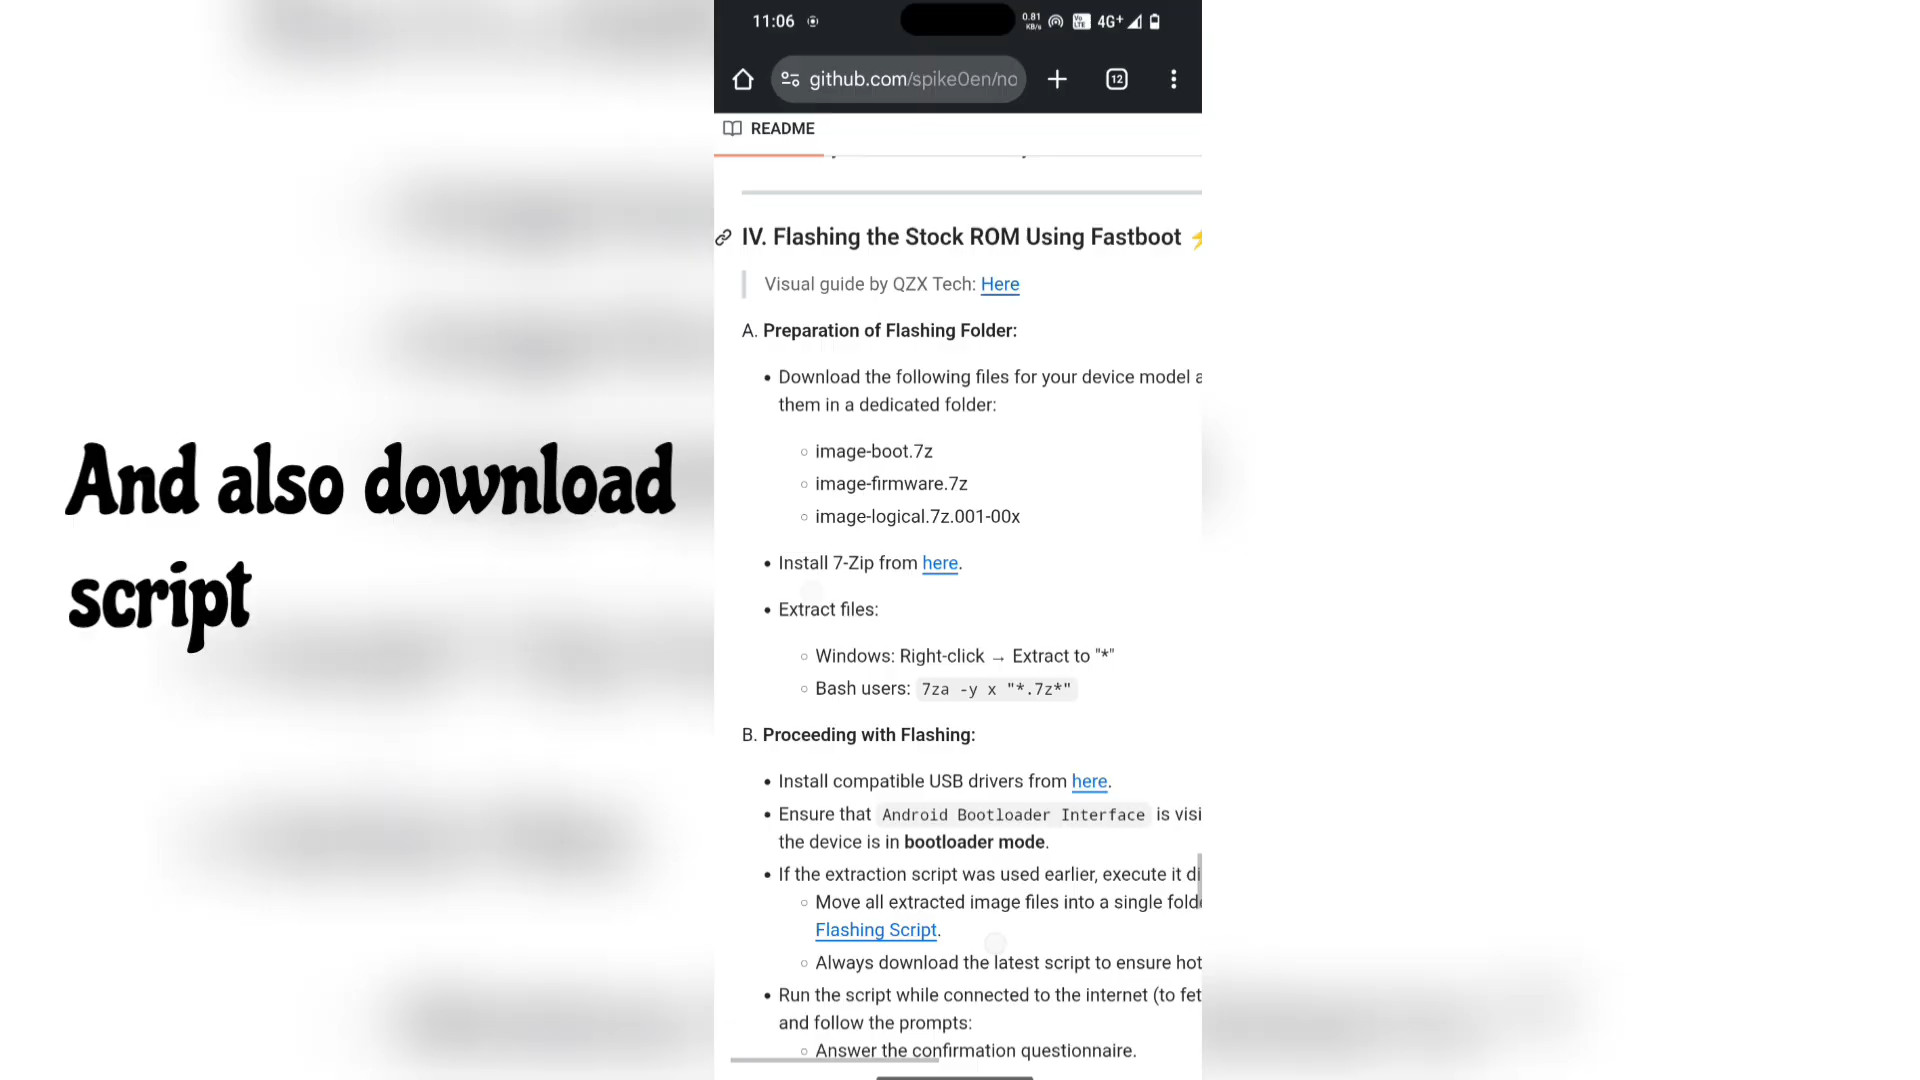 And also download
script
11:06
0.81
KB/s
Vo
LTE
4G+
github.com/spike0en/no
12
README
IV. Flashing the Stock ROM Using Fastboot ⚡
Visual guide by QZX Tech: Here
A. Preparation of Flashing Folder:
• Download the following files for your device model a
them in a dedicated folder:
◦ image-boot.7z
◦ image-firmware.7z
◦ image-logical.7z.001-00x
• Install 7-Zip from here.
• Extract files:
◦ Windows: Right-click → Extract to "*"
◦ Bash users: 7za -y x "*.7z*"
B. Proceeding with Flashing:
• Install compatible USB drivers from here.
• Ensure that Android Bootloader Interface is visi
the device is in bootloader mode.
• If the extraction script was used earlier, execute it di
◦ Move all extracted image files into a single fold
Flashing Script.
◦ Always download the latest script to ensure hot
• Run the script while connected to the internet (to fet
and follow the prompts:
◦ Answer the confirmation questionnaire.